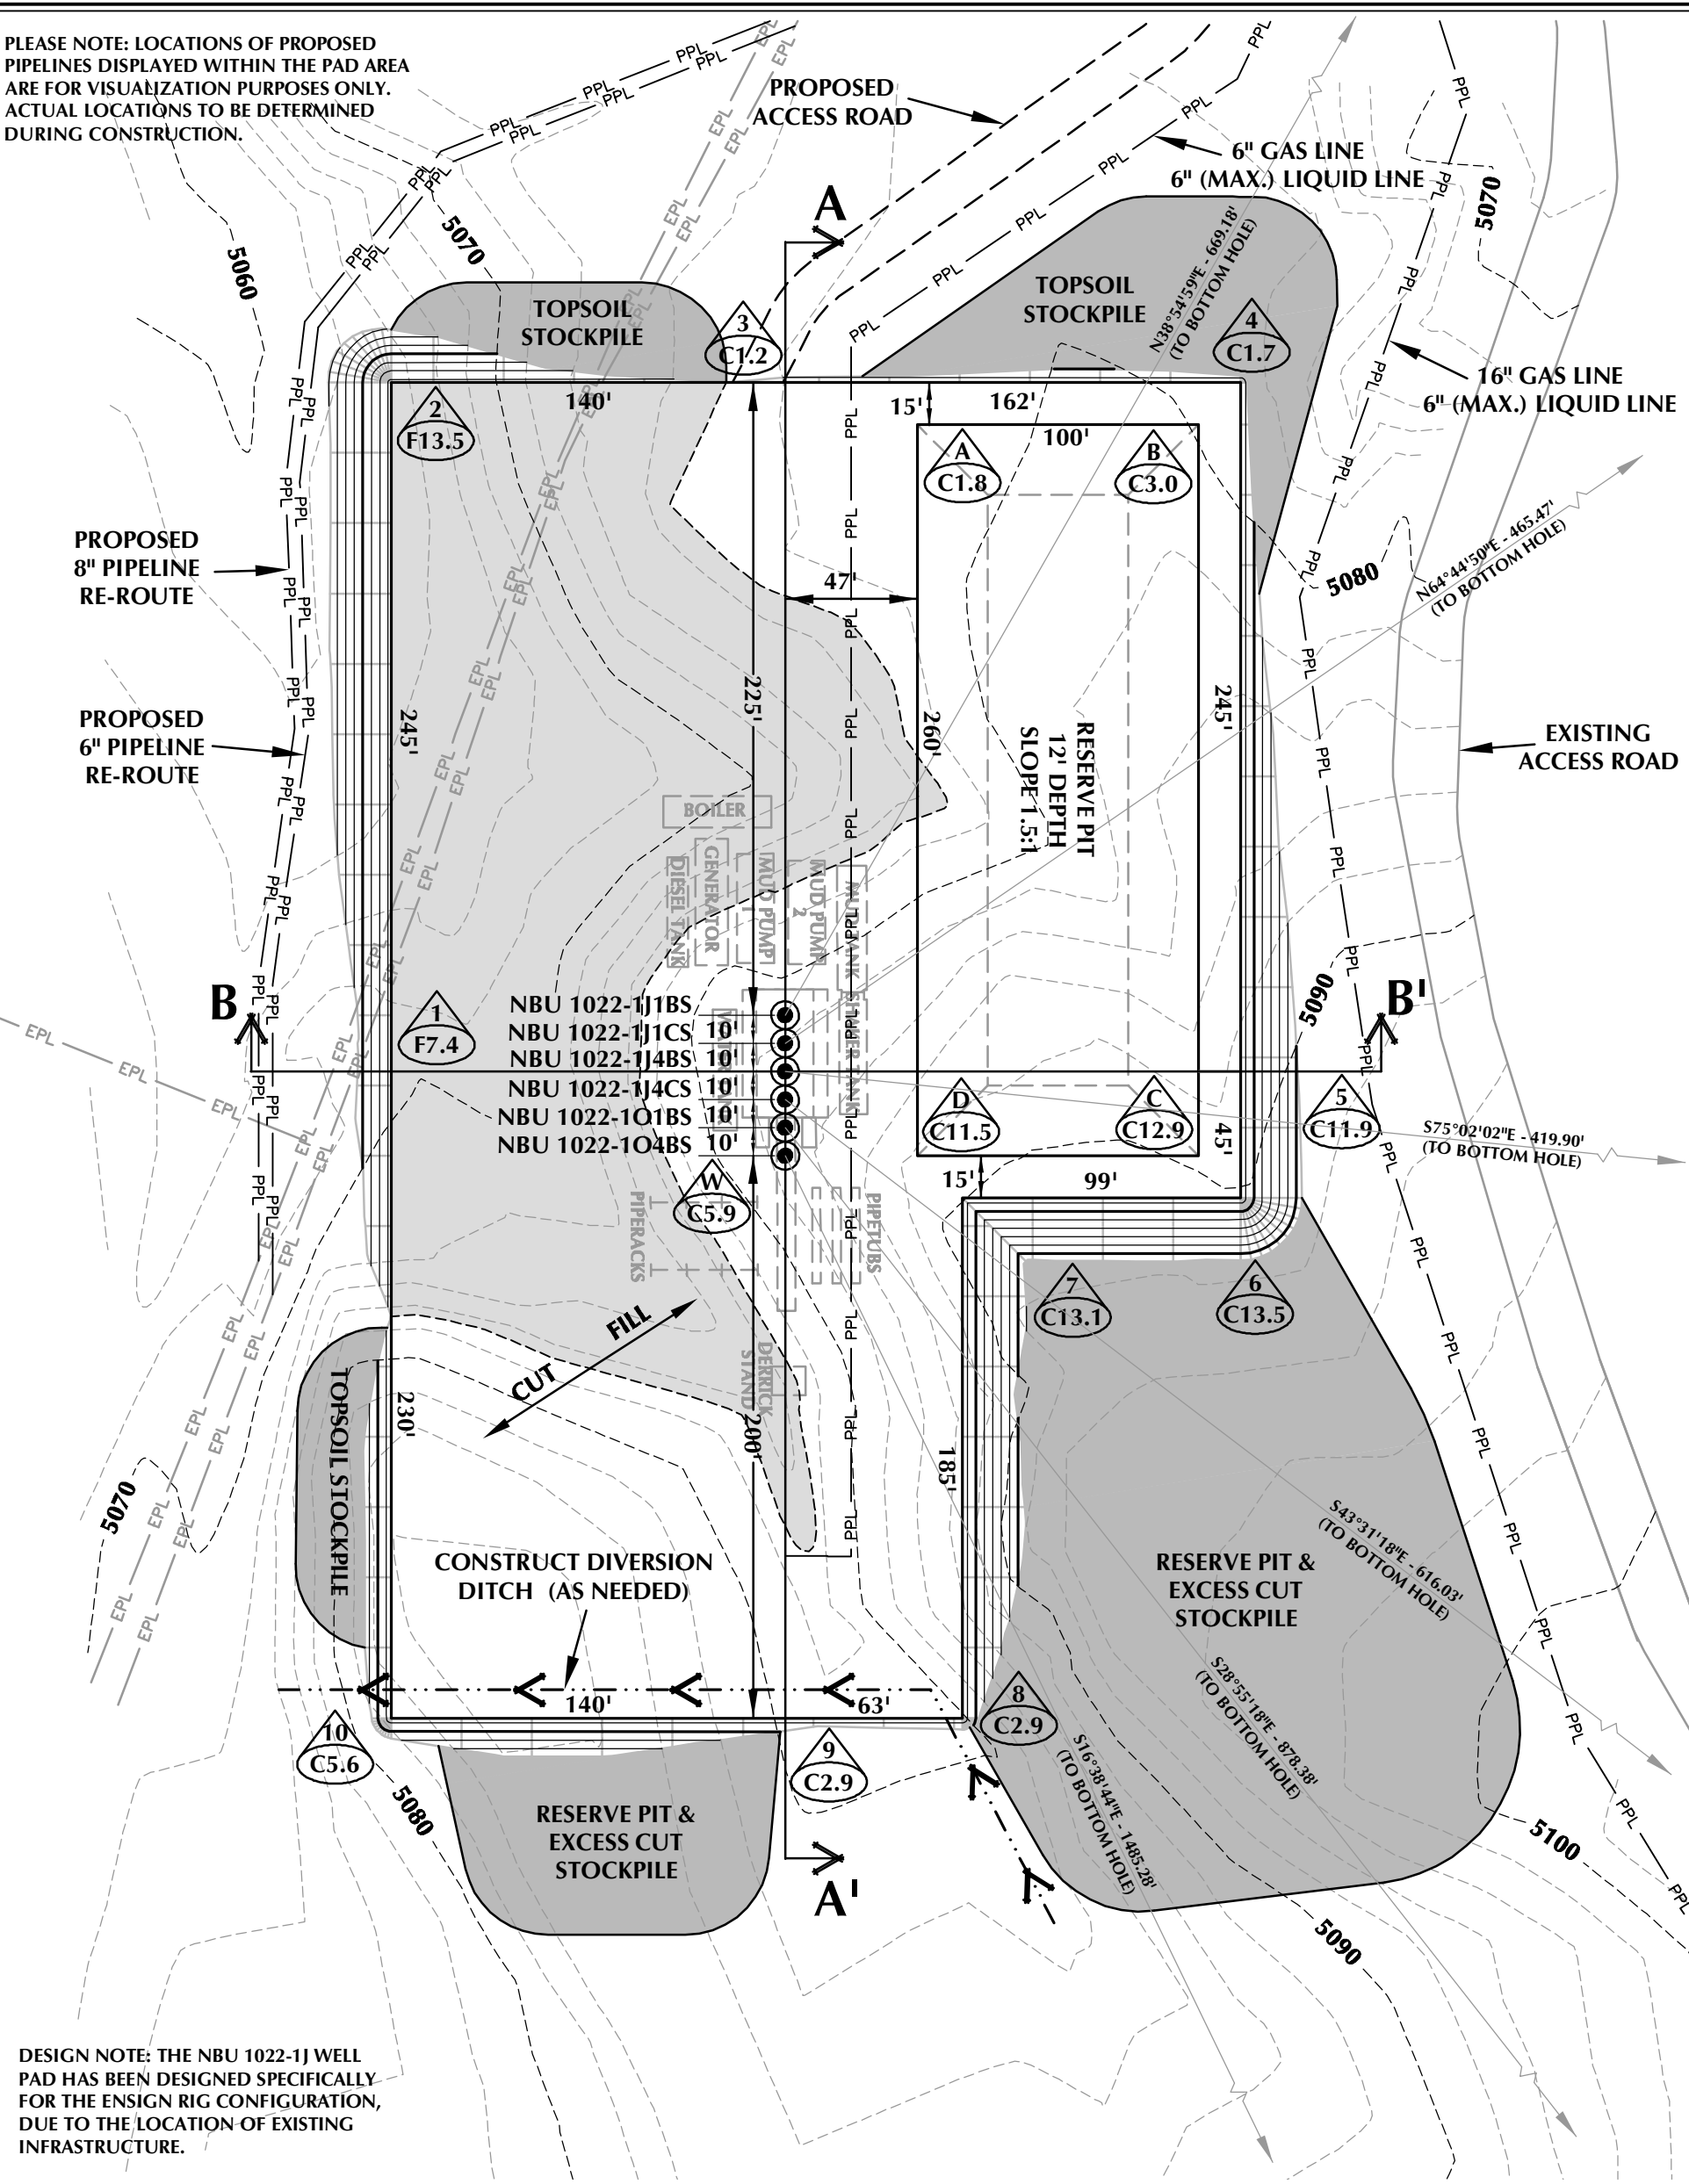 PLEASE NOTE: LOCATIONS OF PROPOSED
PIPELINES DISPLAYED WITHIN THE PAD AREA
ARE FOR VISUALIZATION PURPOSES ONLY.
ACTUAL LOCATIONS TO BE DETERMINED
DURING CONSTRUCTION.
PROPOSED
ACCESS ROAD
6" GAS LINE
6" (MAX.) LIQUID LINE
5070
5060
5070
A
TOPSOIL
STOCKPILE
TOPSOIL
STOCKPILE
N38°54'59"E - 669.18'
(TO BOTTOM HOLE)
3
C1.2
4
C1.7
16" GAS LINE
6" (MAX.) LIQUID LINE
140'
15'
162'
100'
2
F13.5
A
C1.8
B
C3.0
N64°44'50"E - 465.47'
(TO BOTTOM HOLE)
PROPOSED
8" PIPELINE
RE-ROUTE
47'
5080
PROPOSED
6" PIPELINE
RE-ROUTE
245'
225'
260'
RESERVE PIT
12' DEPTH
SLOPE 1.5:1
245'
EXISTING
ACCESS ROAD
BOILER
DIESEL TANK
GENERATOR
MUD PUMP
1
MUD PUMP
2
MUD TANK
SHAKER TANK
WATER TANK
5090
B
B'
1
F7.4
NBU 1022-1J1BS
NBU 1022-1J1CS 10'
NBU 1022-1J4BS 10'
NBU 1022-1J4CS 10'
NBU 1022-1O1BS 10'
NBU 1022-1O4BS 10'
D
C11.5
C
C12.9
45'
5
C11.9
S75°02'02"E - 419.90'
(TO BOTTOM HOLE)
W
C5.9
15'
99'
PIPERACKS
PIPETUBS
7
C13.1
6
C13.5
FILL
CUT
DERRICK
STAND
TOPSOIL STOCKPILE
230'
200'
185'
5070
CONSTRUCT DIVERSION
DITCH (AS NEEDED)
RESERVE PIT &
EXCESS CUT
STOCKPILE
S43°31'18"E - 616.03'
(TO BOTTOM HOLE)
S28°55'18"E - 878.38'
(TO BOTTOM HOLE)
S16°38'44"E - 1485.28'
(TO BOTTOM HOLE)
140'
63'
8
C2.9
10
C5.6
9
C2.9
5080
RESERVE PIT &
EXCESS CUT
STOCKPILE
A'
5100
5090
EPL
PPL
DESIGN NOTE: THE NBU 1022-1J WELL
PAD HAS BEEN DESIGNED SPECIFICALLY
FOR THE ENSIGN RIG CONFIGURATION,
DUE TO THE LOCATION OF EXISTING
INFRASTRUCTURE.